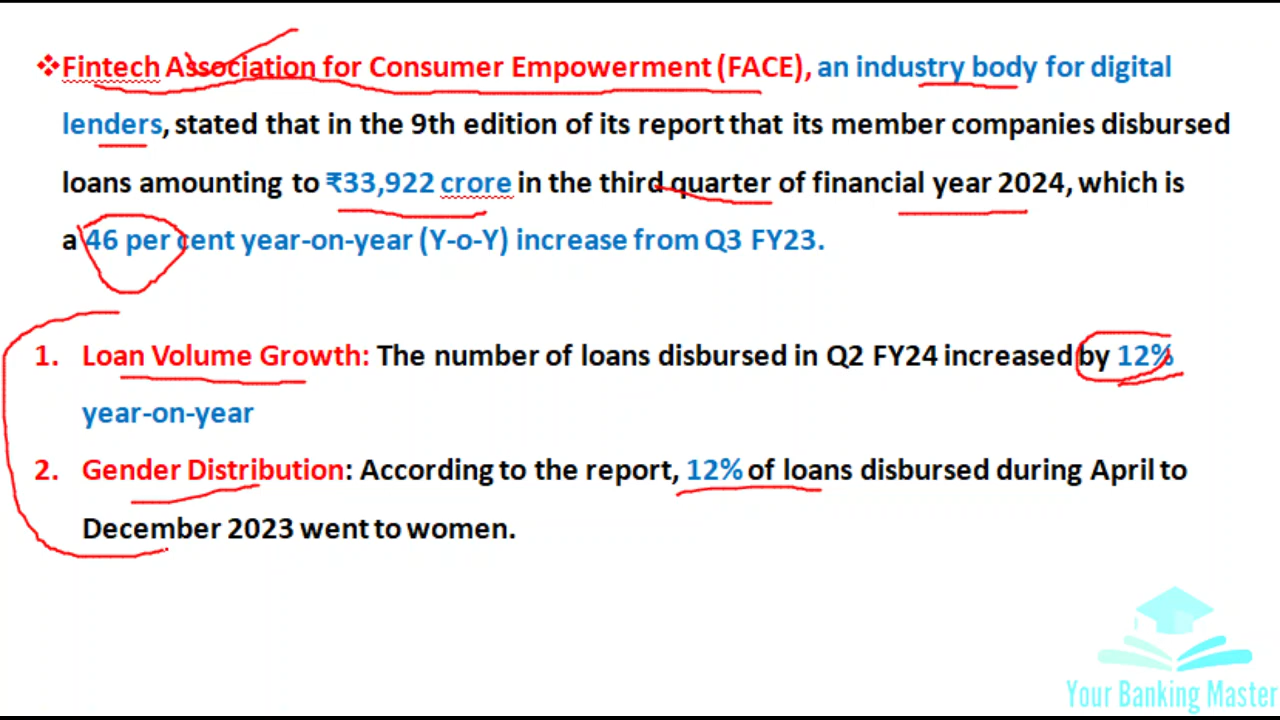 ❖Fintech Association for Consumer Empowerment (FACE), an industry body for digital
lenders, stated that in the 9th edition of its report that its member companies disbursed
loans amounting to ₹33,922 crore in the third quarter of financial year 2024, which is
a 46 per cent year-on-year (Y-o-Y) increase from Q3 FY23.
1. Loan Volume Growth: The number of loans disbursed in Q2 FY24 increased by 12%
year-on-year
2. Gender Distribution: According to the report, 12% of loans disbursed during April to
December 2023 went to women.
Your Banking Master